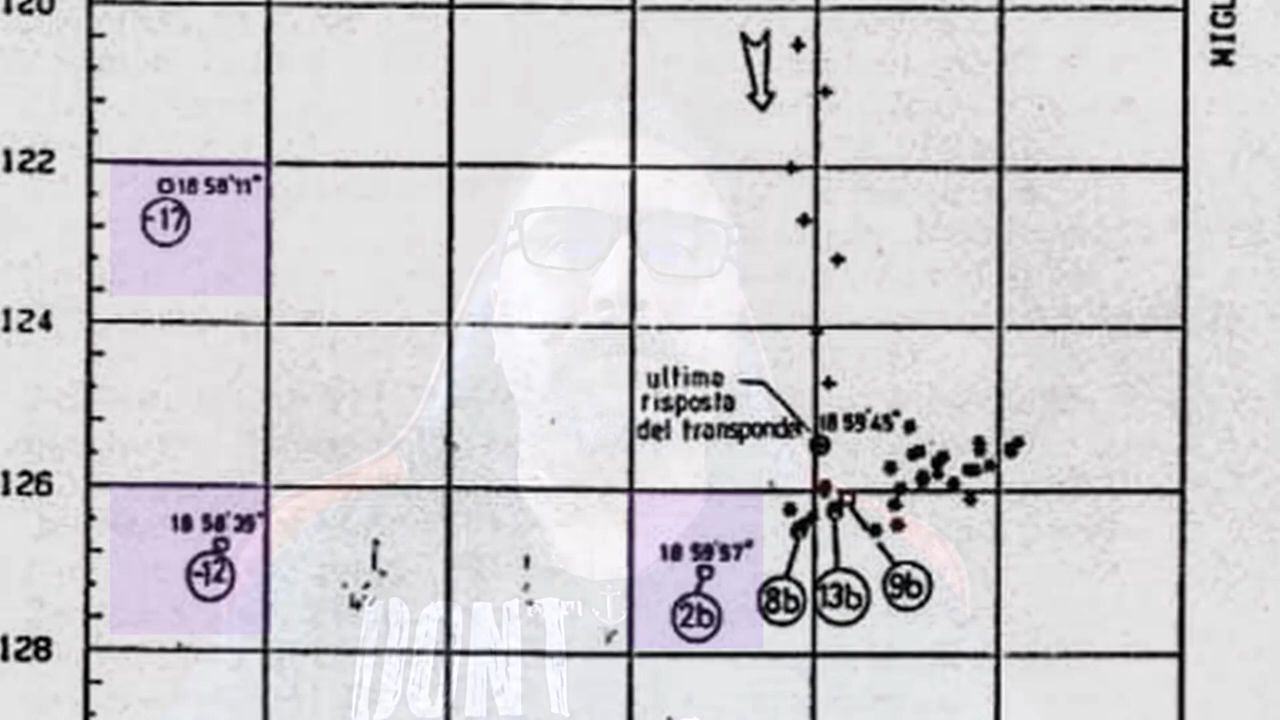 120
MIGL
122
18 58'11"
-17
124
ultima
risposta
del transponder
18 59'45"
126
18 58'39"
-12
18 59'57"
2b
8b
13b
9b
128
DON'T